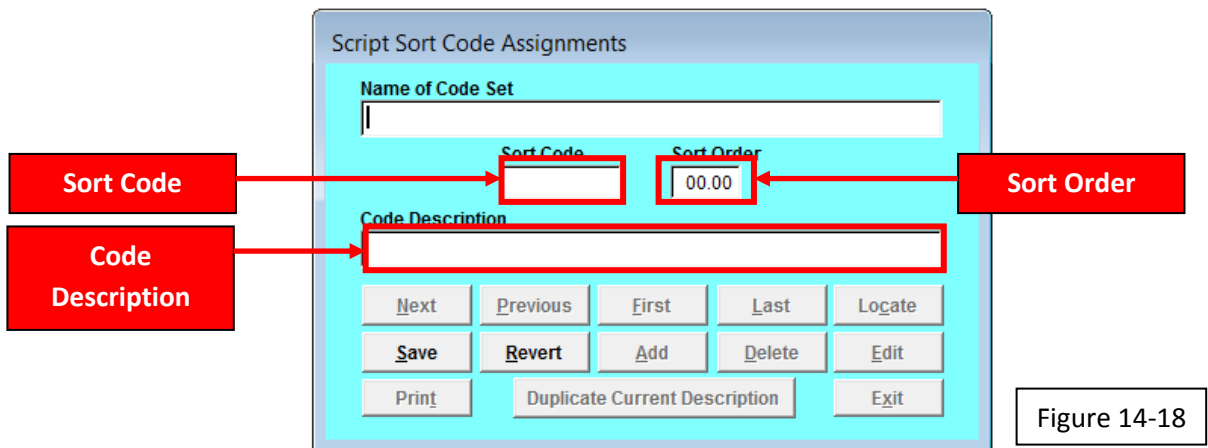 Script Sort Code Assignments
Name of Code Set
Sort Code Sort Order
Sort Code 00.00 Sort Order
Code Description
Code
Description
Next Previous First Last Locate
Save Revert Add Delete Edit
Print Duplicate Current Description Exit
Figure 14-18